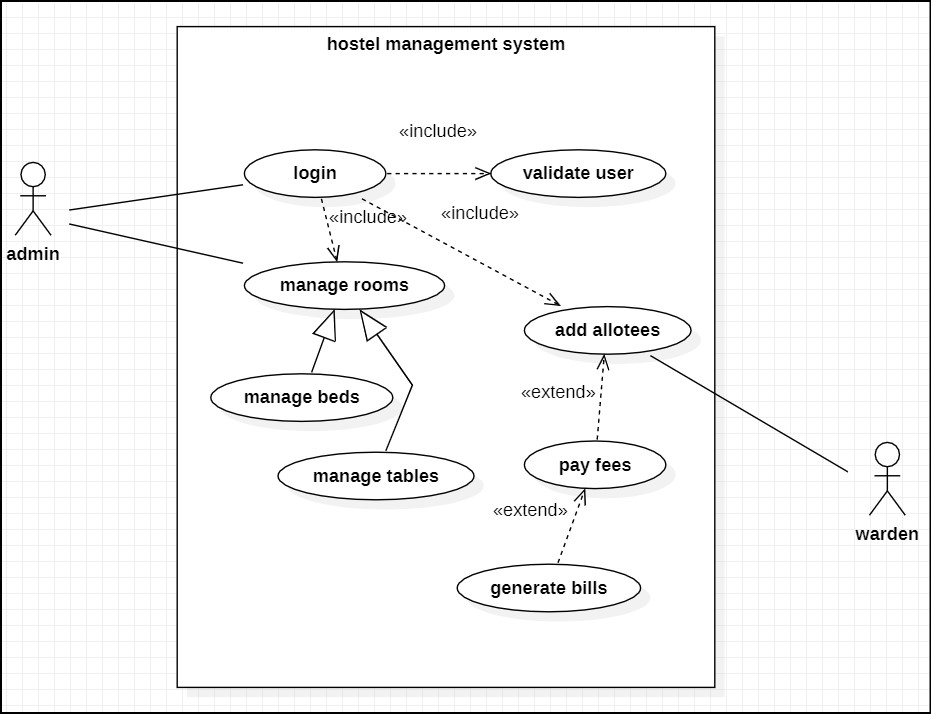 hostel management system
«include»
login
validate user
«include»
«include»
admin
manage rooms
add allotees
manage beds
«extend»
manage tables
pay fees
«extend»
warden
generate bills